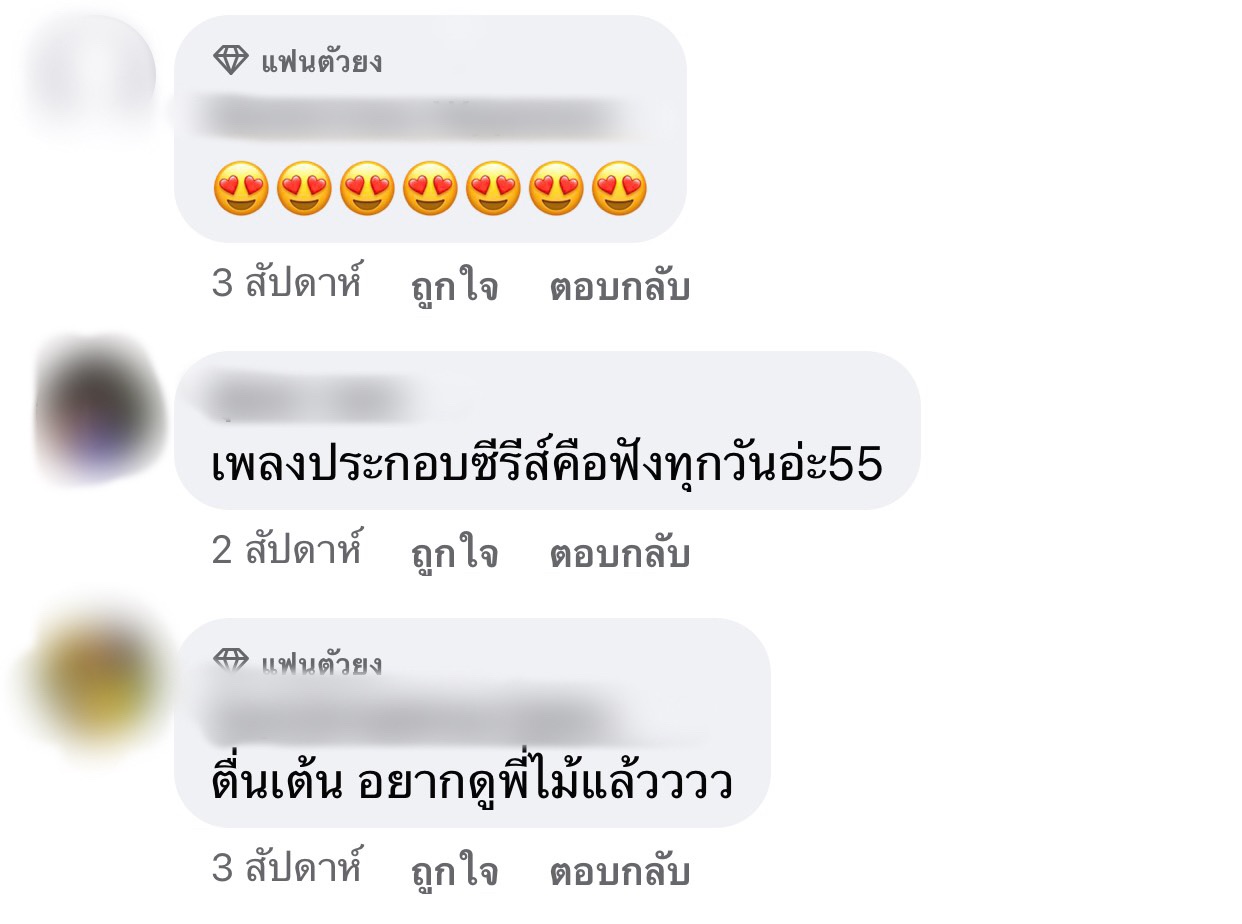 แฟนตัวยง
😍😍😍😍😍😍😍
3 สัปดาห์ ถูกใจ ตอบกลับ
เพลงประกอบซีรีส์คือฟังทุกวันอ่ะ55
2 สัปดาห์ ถูกใจ ตอบกลับ
แฟนตัวยง
ตื่นเต้น อยากดูพี่ไม้แล้วววว
3 สัปดาห์ ถูกใจ ตอบกลับ